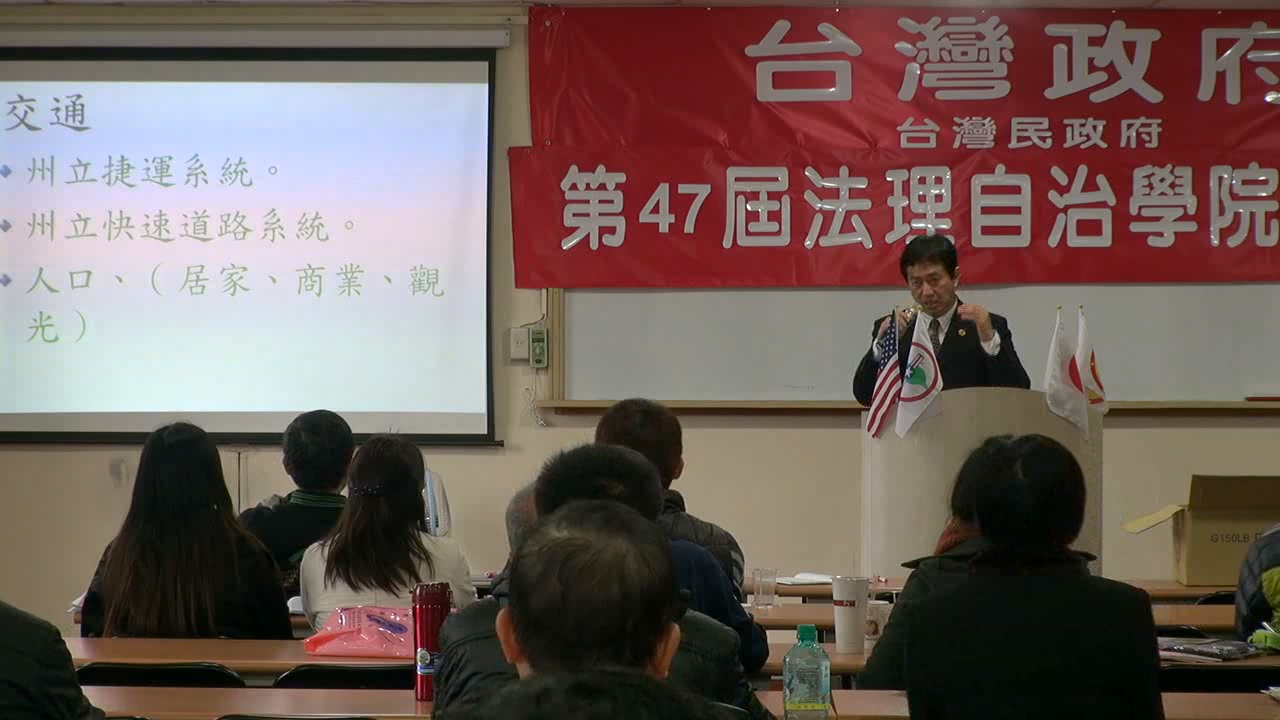 交通
州立捷運系統。
州立快速道路系統。
人口、（居家、商業、觀
光）
台灣政府
台灣民政府
第47屆法理自治學院
G150LB